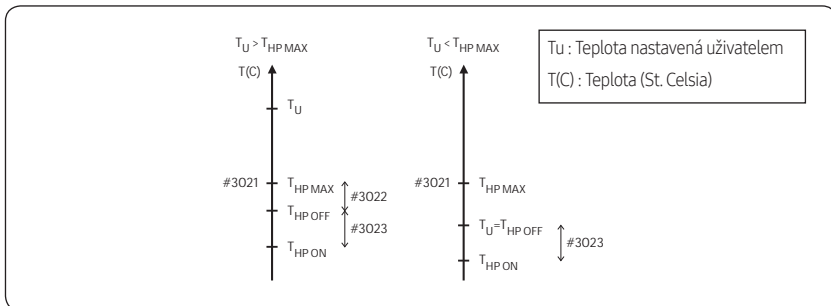 T_U > T_HP MAX
T(C)
T_U
#3021
T_HP MAX
#3022
T_HP OFF
#3023
T_HP ON
T_U < T_HP MAX
T(C)
#3021
T_HP MAX
T_U=T_HP OFF
#3023
T_HP ON
Tu : Teplota nastavená uživatelem
T(C) : Teplota (St. Celsia)